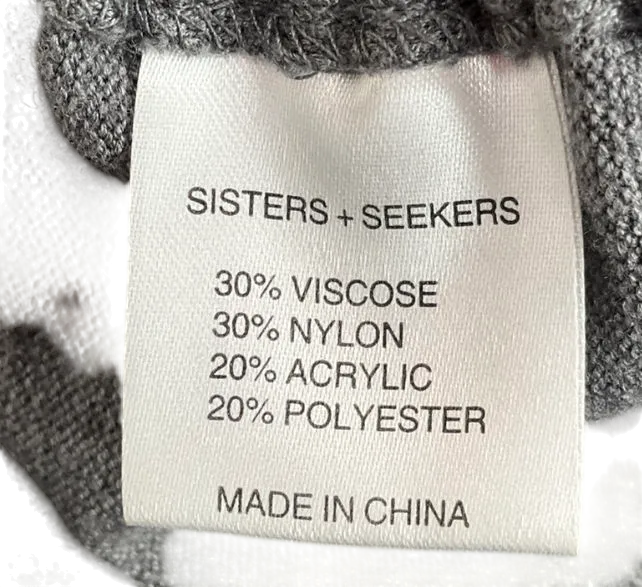 SISTERS + SEEKERS
30% VISCOSE
30% NYLON
20% ACRYLIC
20% POLYESTER
MADE IN CHINA